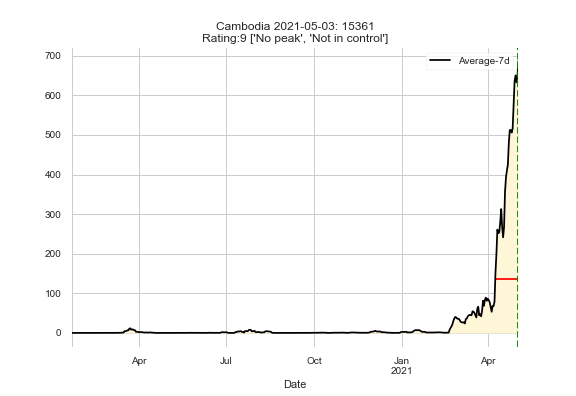 Cambodia 2021-05-03: 15361
Rating:9 ['No peak', 'Not in control']
Average-7d
700
600
500
400
300
200
100
0
Apr
Jul
Oct
Jan
2021
Apr
Date